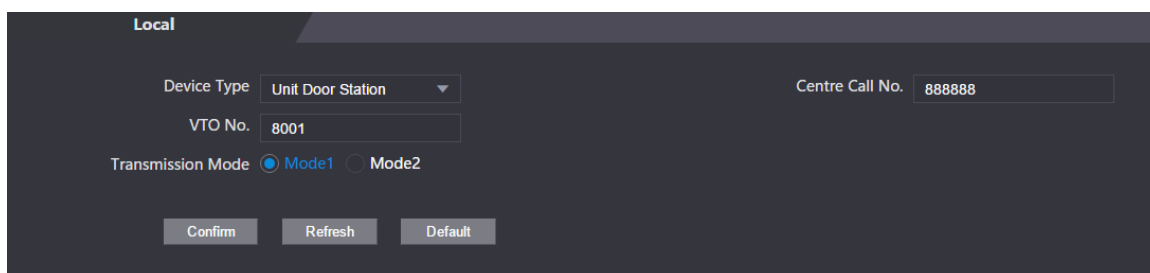 Local
Device Type Unit Door Station Centre Call No. 888888
VTO No. 8001
Transmission Mode Mode1 Mode2
Confirm Refresh Default